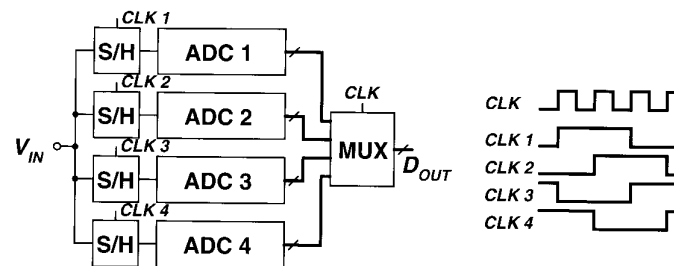 CLK 1
S/H ADC 1
CLK 2
S/H ADC 2
CLK
V_IN
MUX
D_OUT
CLK 3
S/H ADC 3
CLK 4
S/H ADC 4
CLK
CLK 1
CLK 2
CLK 3
CLK 4